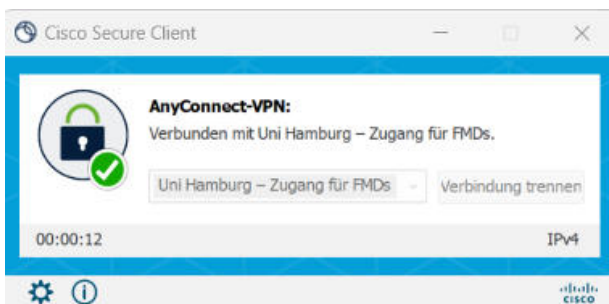 Cisco Secure Client
AnyConnect-VPN:
Verbunden mit Uni Hamburg – Zugang für FMDs.
Uni Hamburg – Zugang für FMDs
Verbindung trennen
00:00:12
IPv4
cisco